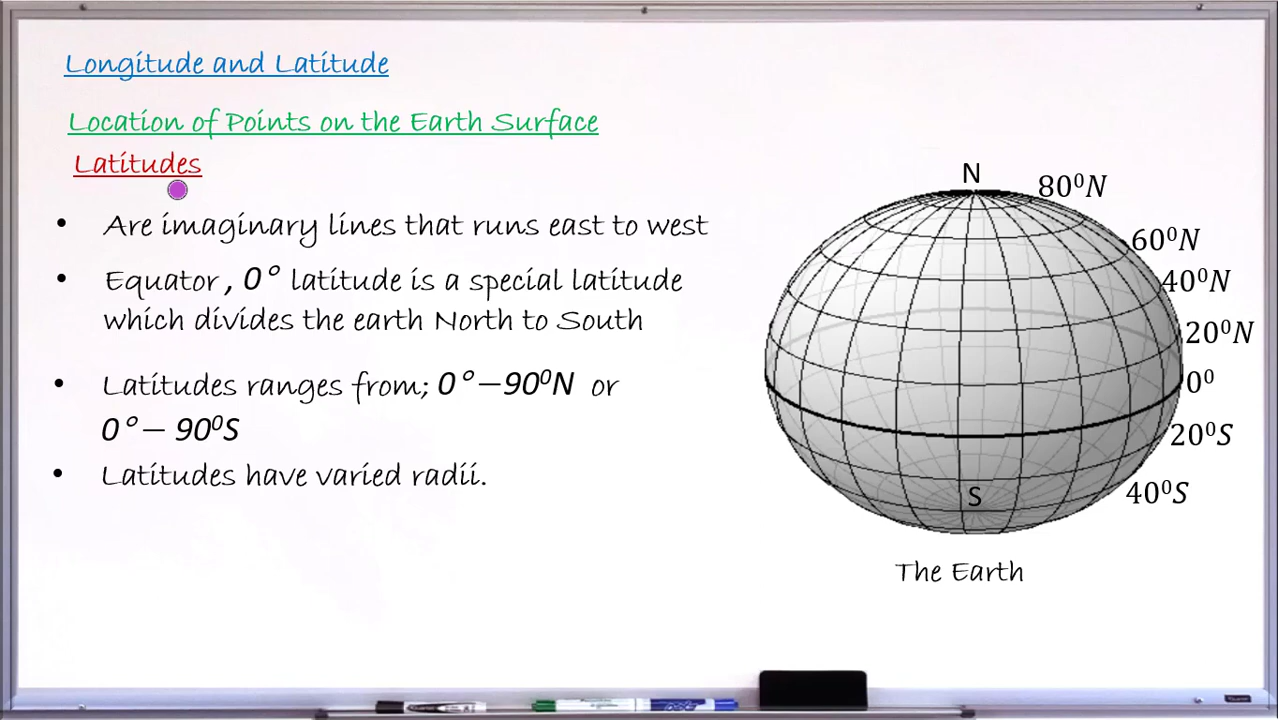 Longitude and Latitude
Location of Points on the Earth Surface
Latitudes
• Are imaginary lines that runs east to west
• Equator , 0° latitude is a special latitude
which divides the earth North to South
• Latitudes ranges from; 0°−90⁰N or
0°− 90⁰S
• Latitudes have varied radii.
N
80⁰N
60⁰N
40⁰N
20⁰N
0⁰
20⁰S
40⁰S
S
The Earth